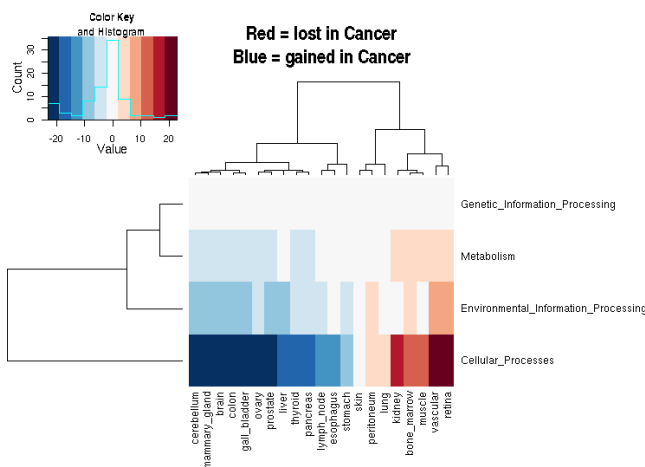 Color Key
and Histogram
Count
0 10 20 30
-20 -10 0 10 20
Value
Red = lost in Cancer
Blue = gained in Cancer
Genetic_Information_Processing
Metabolism
Environmental_Information_Processing
Cellular_Processes
cerebellum
mammary_gland
brain
colon
gall_bladder
ovary
prostate
liver
thyroid
pancreas
lymph_node
esophagus
stomach
skin
peritoneum
lung
kidney
bone_marrow
muscle
vascular
retina